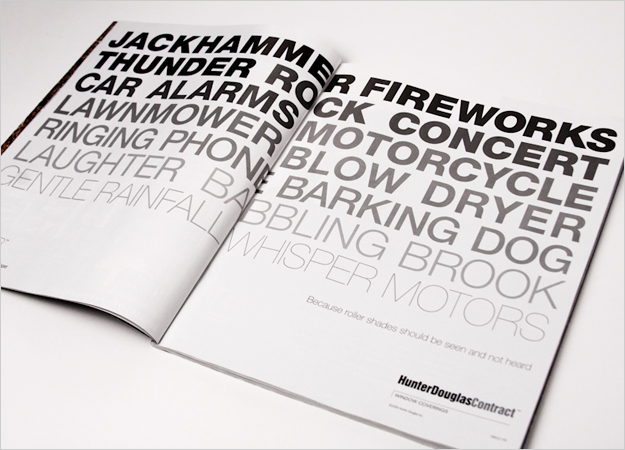 JACKHAMMER FIREWORKS
THUNDER ROCK CONCERT
CAR ALARMS MOTORCYCLE
LAWNMOWER BLOW DRYER
RINGING PHONE BARKING DOG
LAUGHTER BABBLING BROOK
GENTLE RAINFALL WHISPER MOTORS
Because roller shades should be seen and not heard
HunterDouglasContract
WINDOW COVERINGS